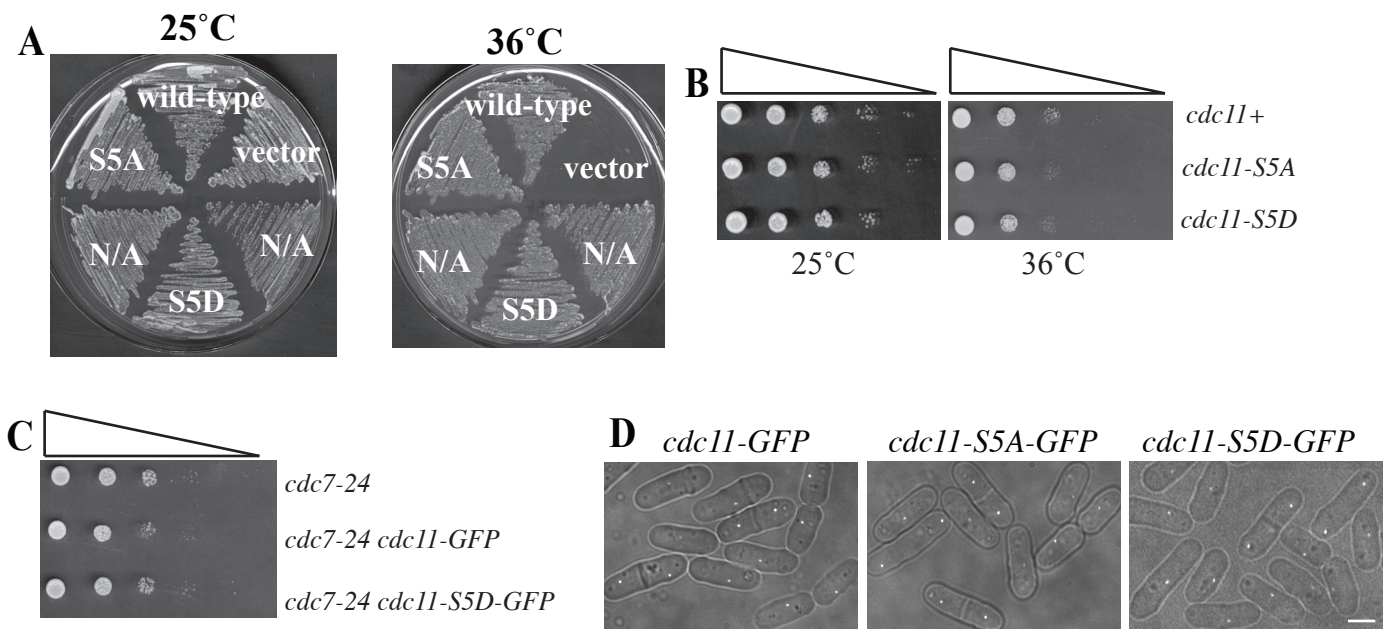 A
25˚C
36˚C
wild-type
vector
S5A
N/A
N/A
S5D
wild-type
vector
S5A
N/A
N/A
S5D
B
cdc11+
cdc11-S5A
cdc11-S5D
25˚C
36˚C
C
cdc7-24
cdc7-24 cdc11-GFP
cdc7-24 cdc11-S5D-GFP
D
cdc11-GFP
cdc11-S5A-GFP
cdc11-S5D-GFP